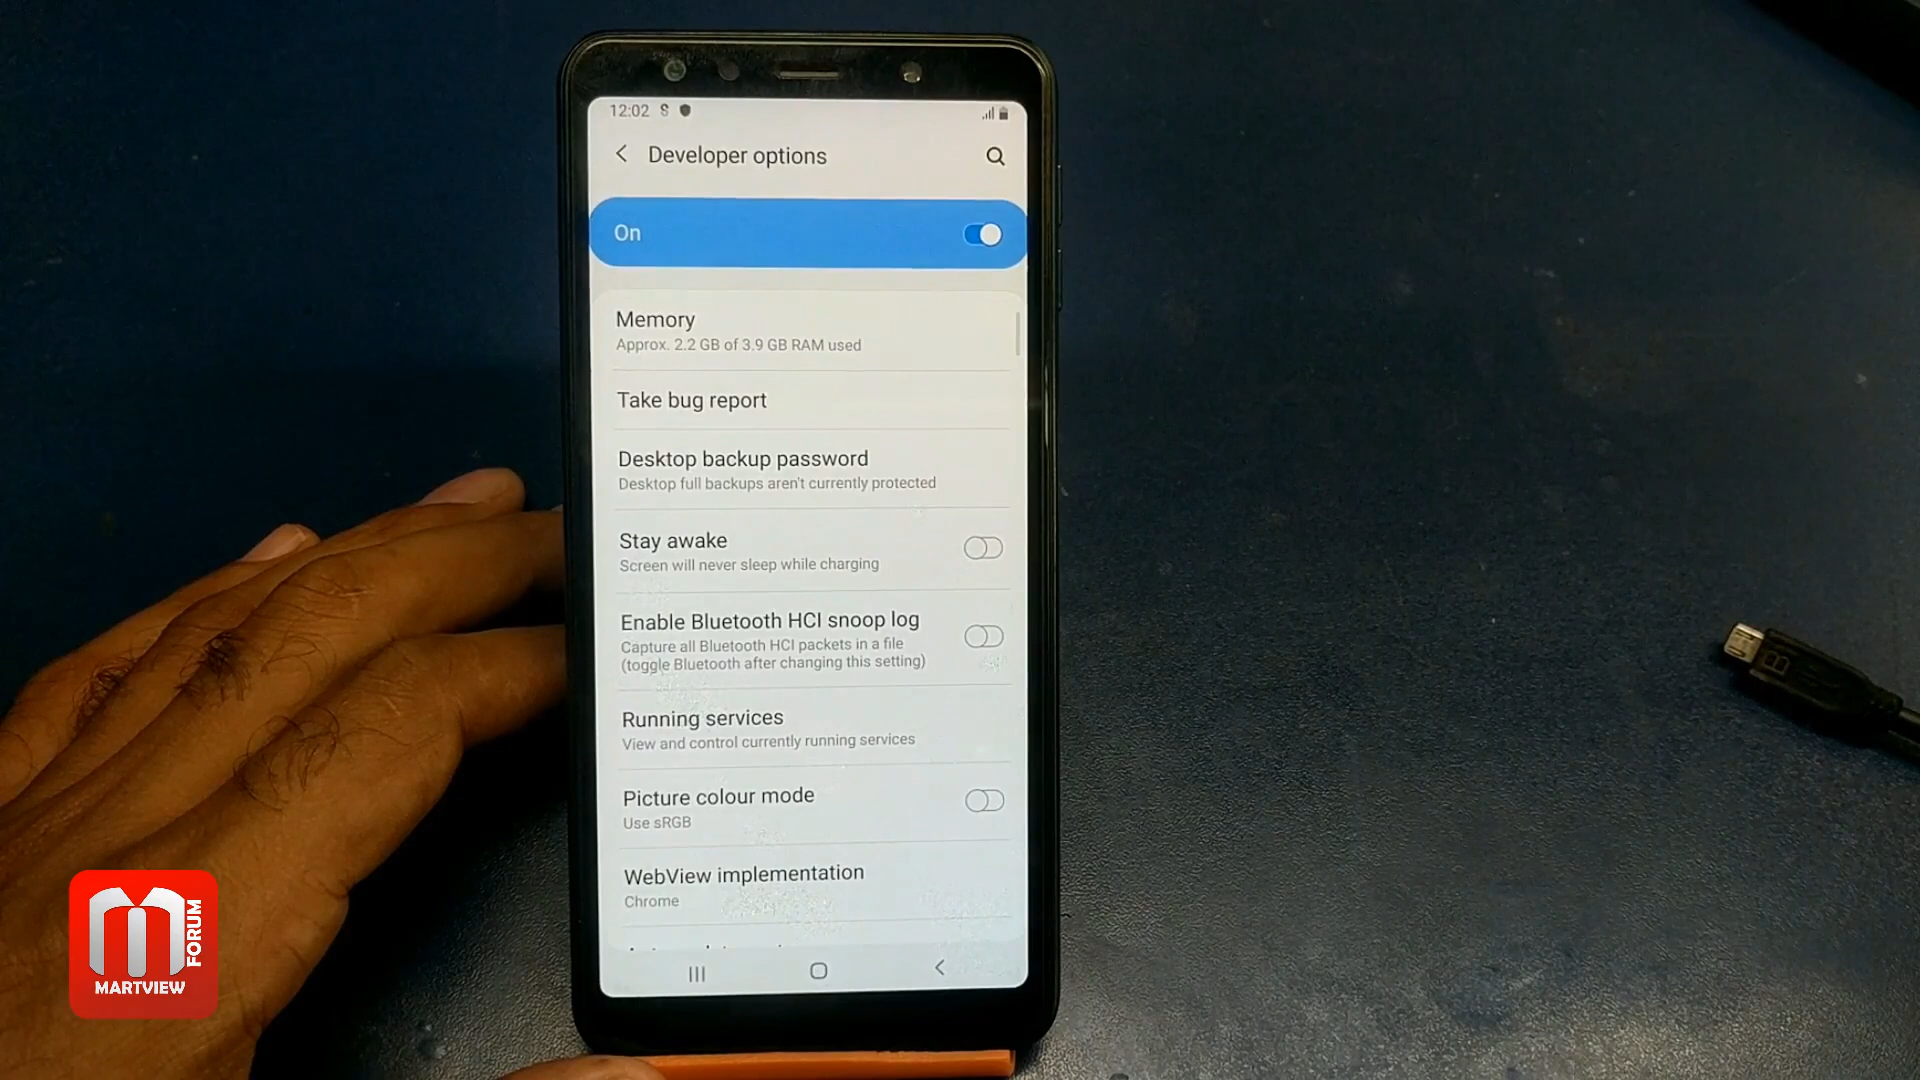 12:02
Developer options
On
Memory
Approx. 2.2 GB of 3.9 GB RAM used
Take bug report
Desktop backup password
Desktop full backups aren't currently protected
Stay awake
Screen will never sleep while charging
Enable Bluetooth HCI snoop log
Capture all Bluetooth HCI packets in a file
(toggle Bluetooth after changing this setting)
Running services
View and control currently running services
Picture colour mode
Use sRGB
WebView implementation
Chrome
FORUM
MARTVIEW
B